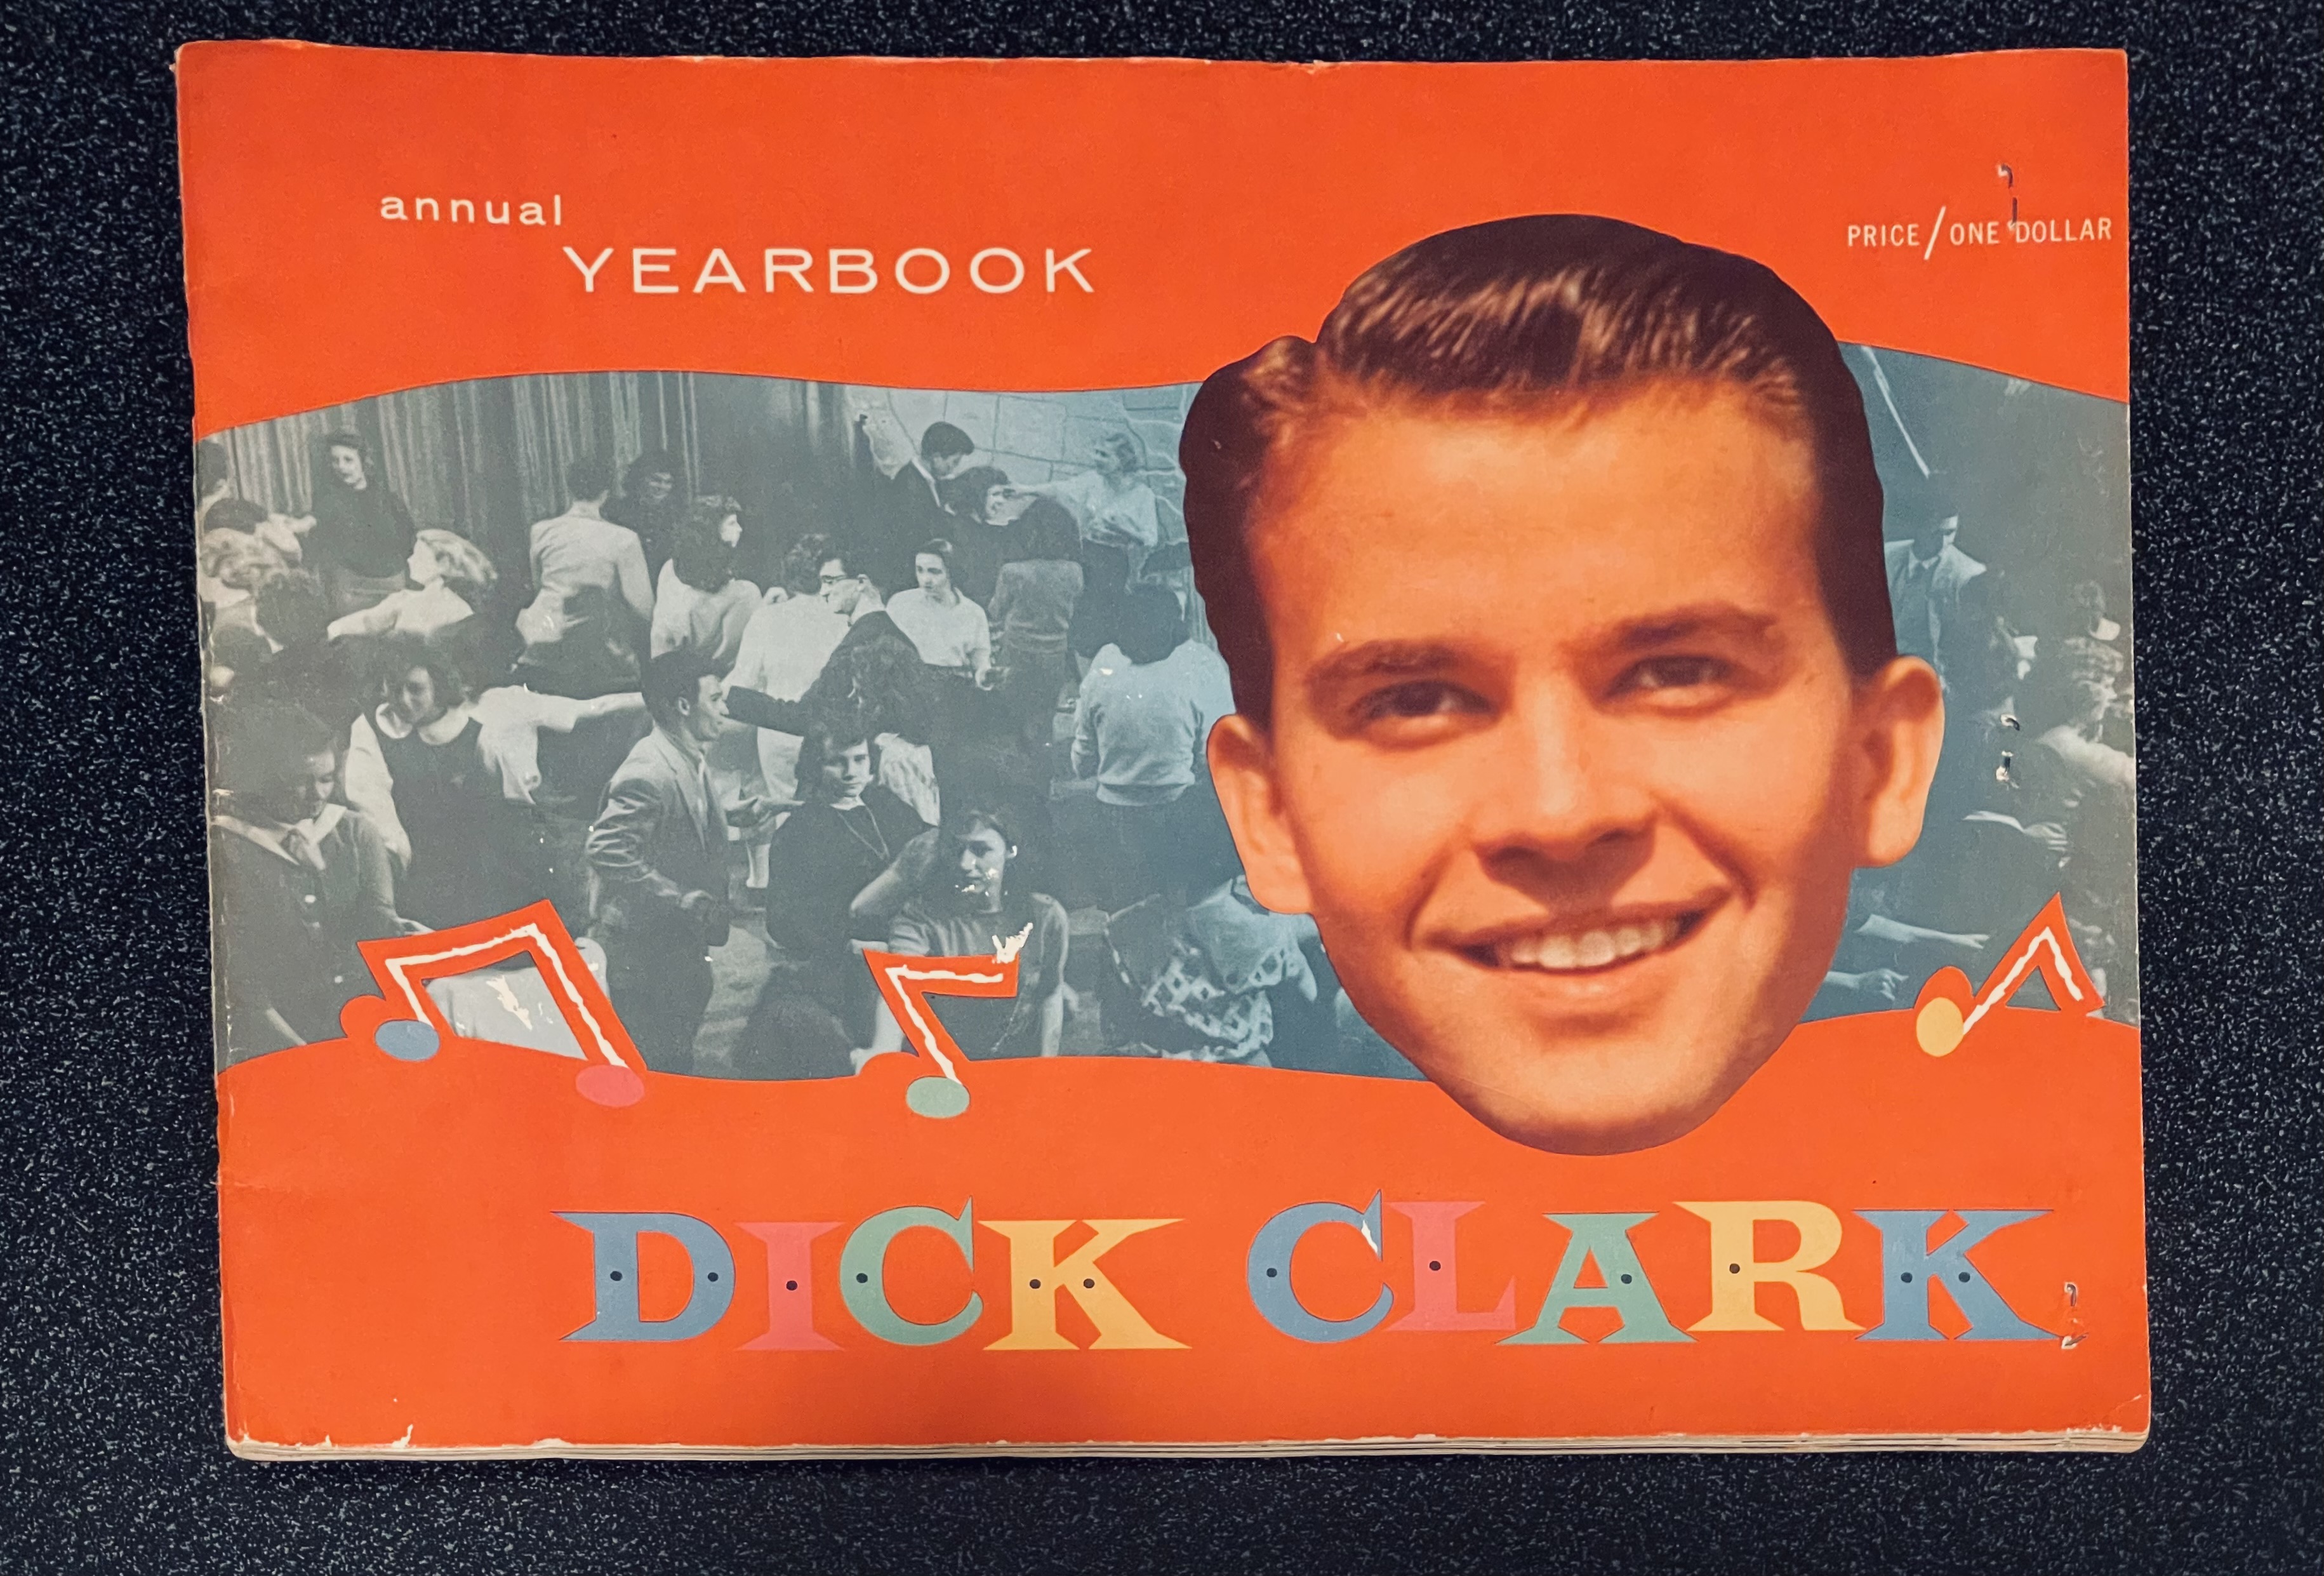 annual
YEARBOOK
PRICE/ONE DOLLAR
DICK CLARK